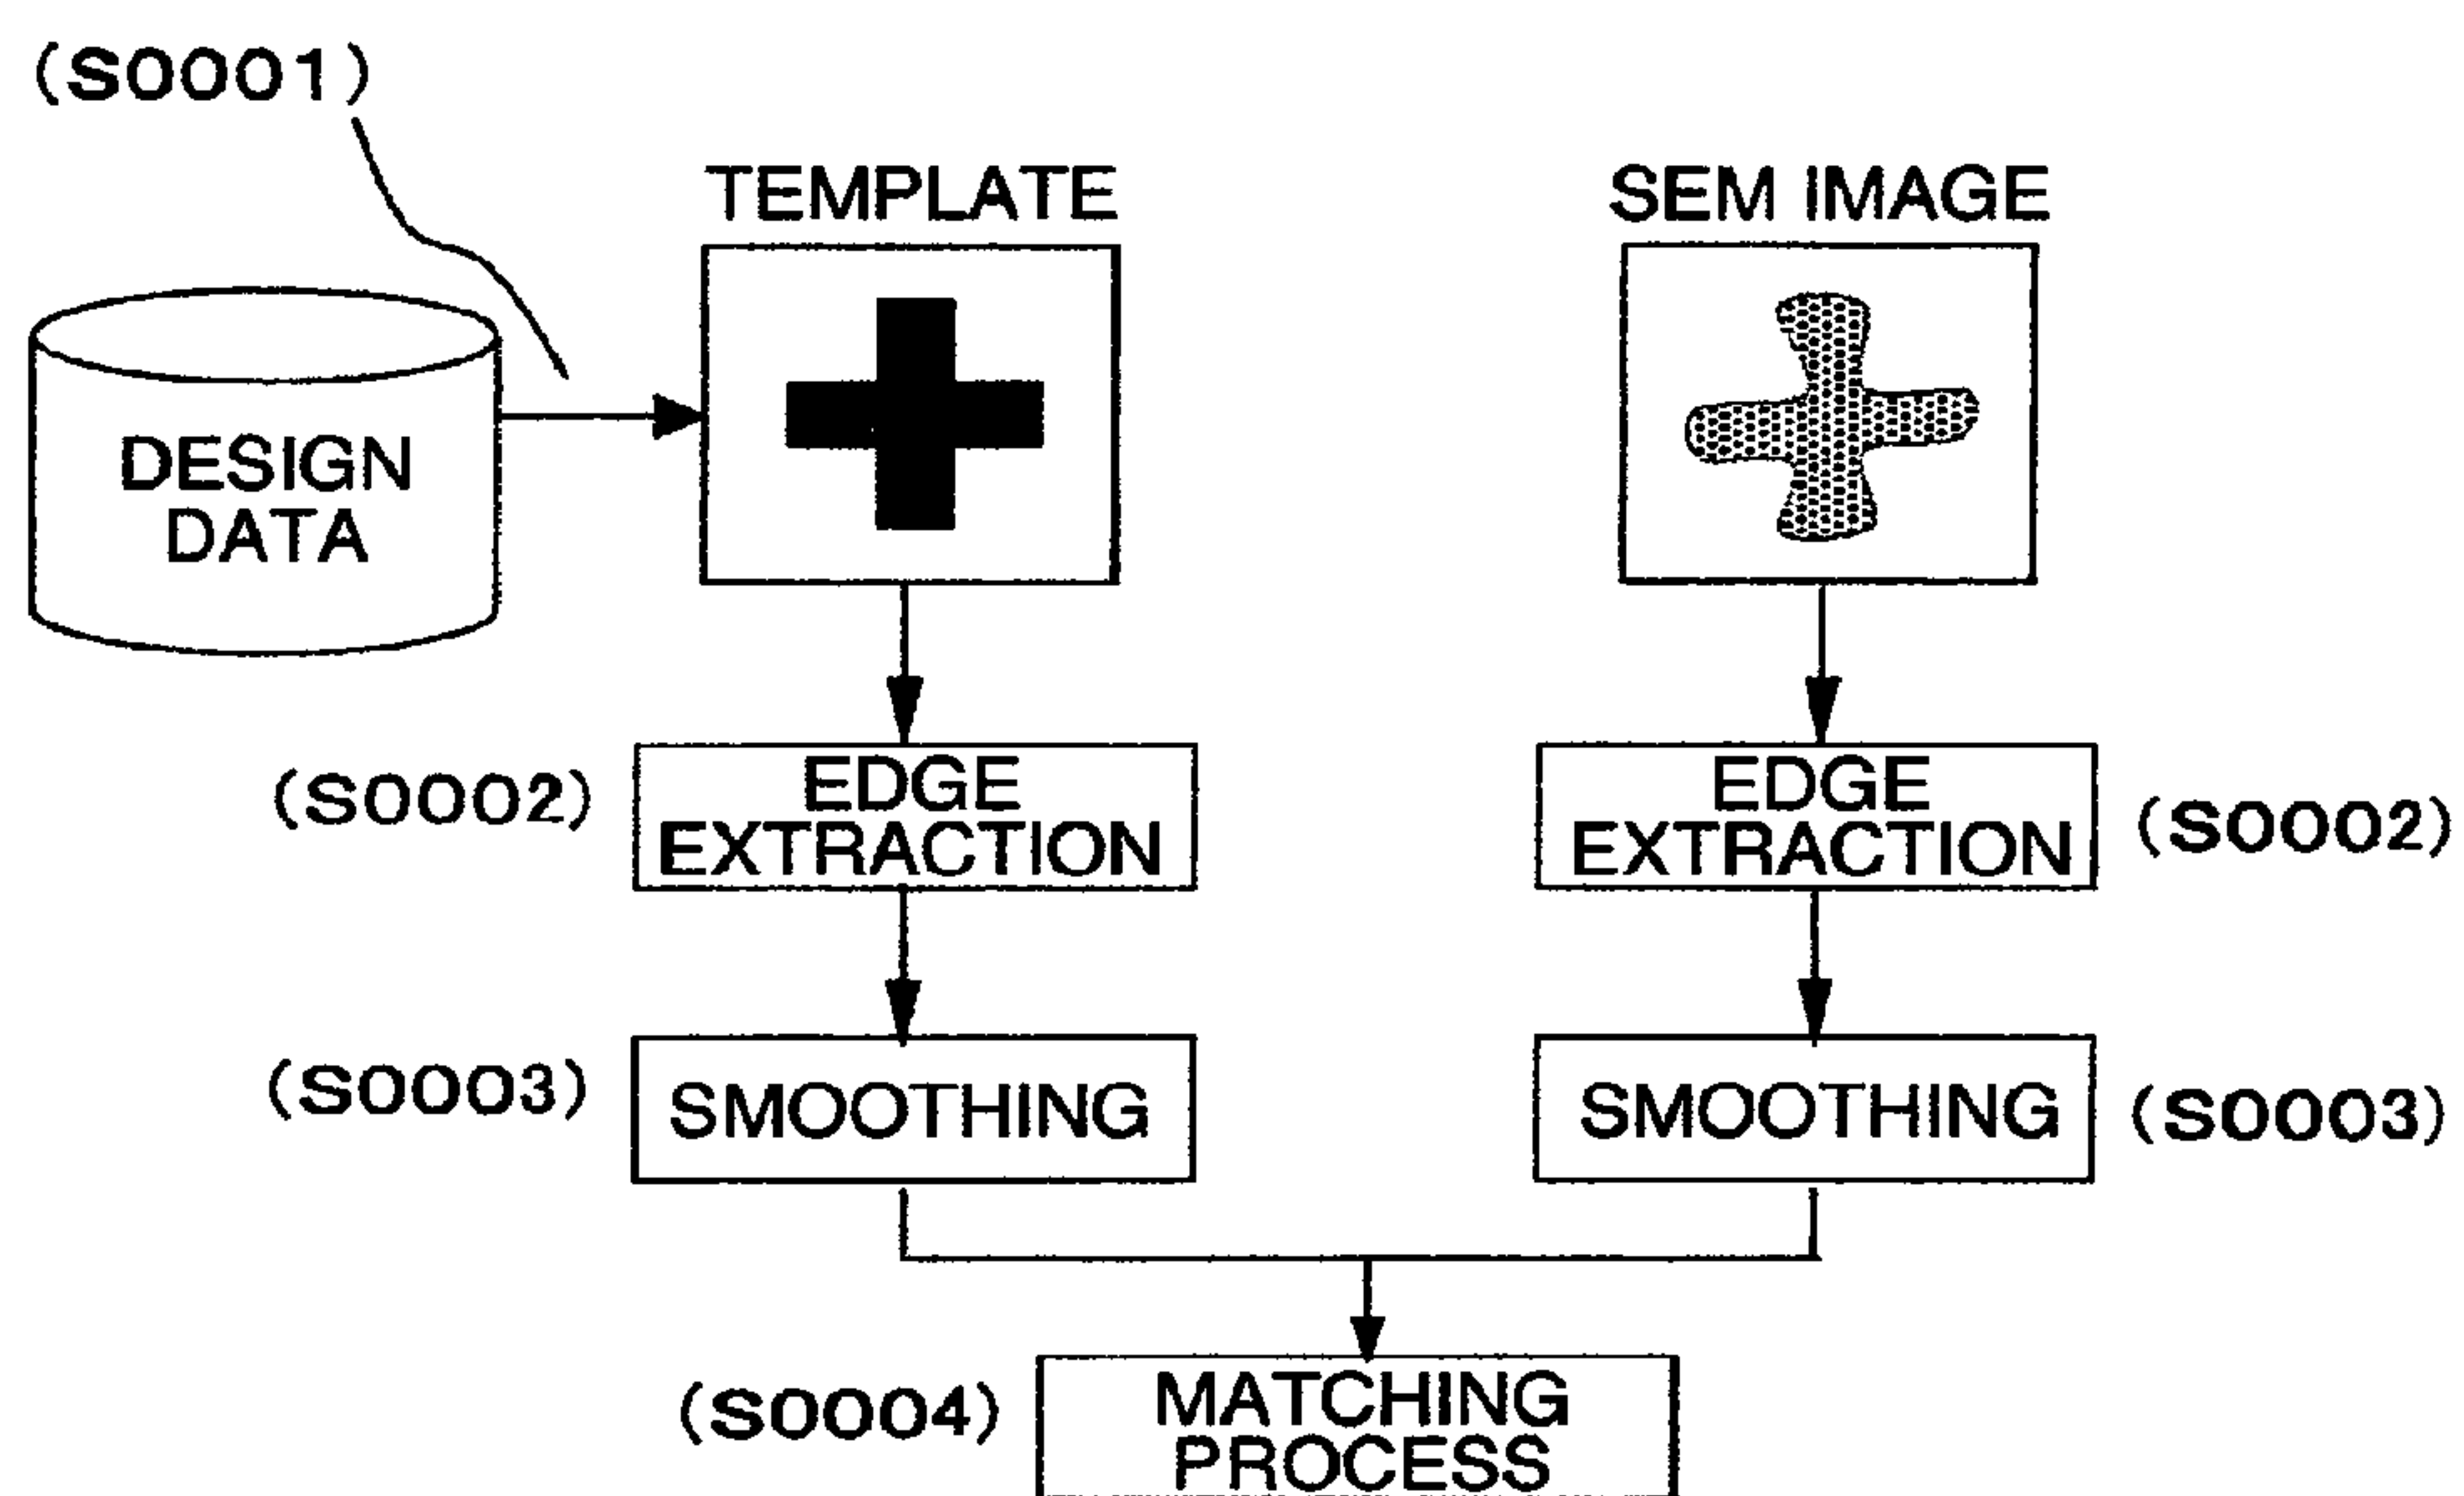 (S0001)
TEMPLATE
SEM IMAGE
DESIGN
DATA
(S0002)
EDGE
EXTRACTION
EDGE
EXTRACTION
(S0002)
(S0003)
SMOOTHING
SMOOTHING
(S0003)
(S0004)
MATCHING
PROCESS